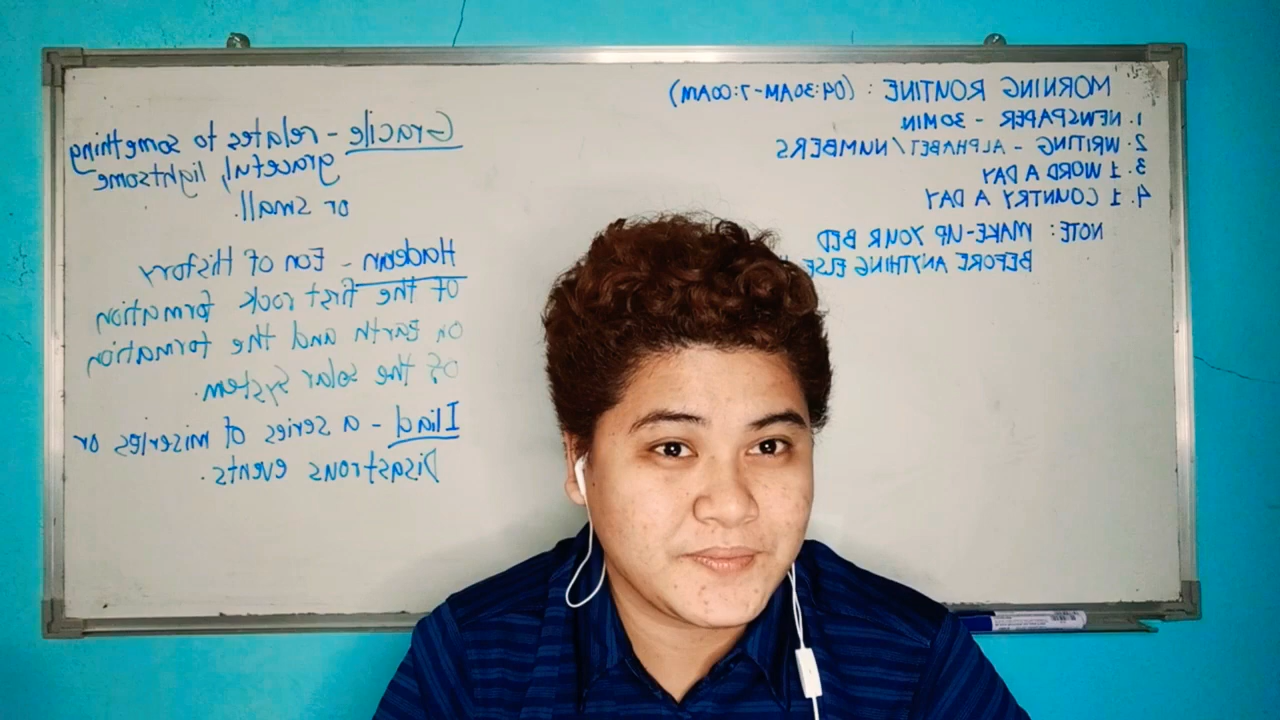 MORNING ROUTINE : (04:30AM-7:00AM)
1. NEWSPAPER - 30MIN
2. WRITING - ALPHABET/NUMBERS
3. 1 WORD A DAY
4. 1 COUNTRY A DAY
NOTE: MAKE-UP YOUR BED
BEFORE ANYTHING ELSE
Gracile - relates to something
graceful, lightsome
or small.
Hadean - Eon of History
of the first rock formation
on Earth and the formation
of the solar system.
Iliad - a series of miseries or
Disastrous events.